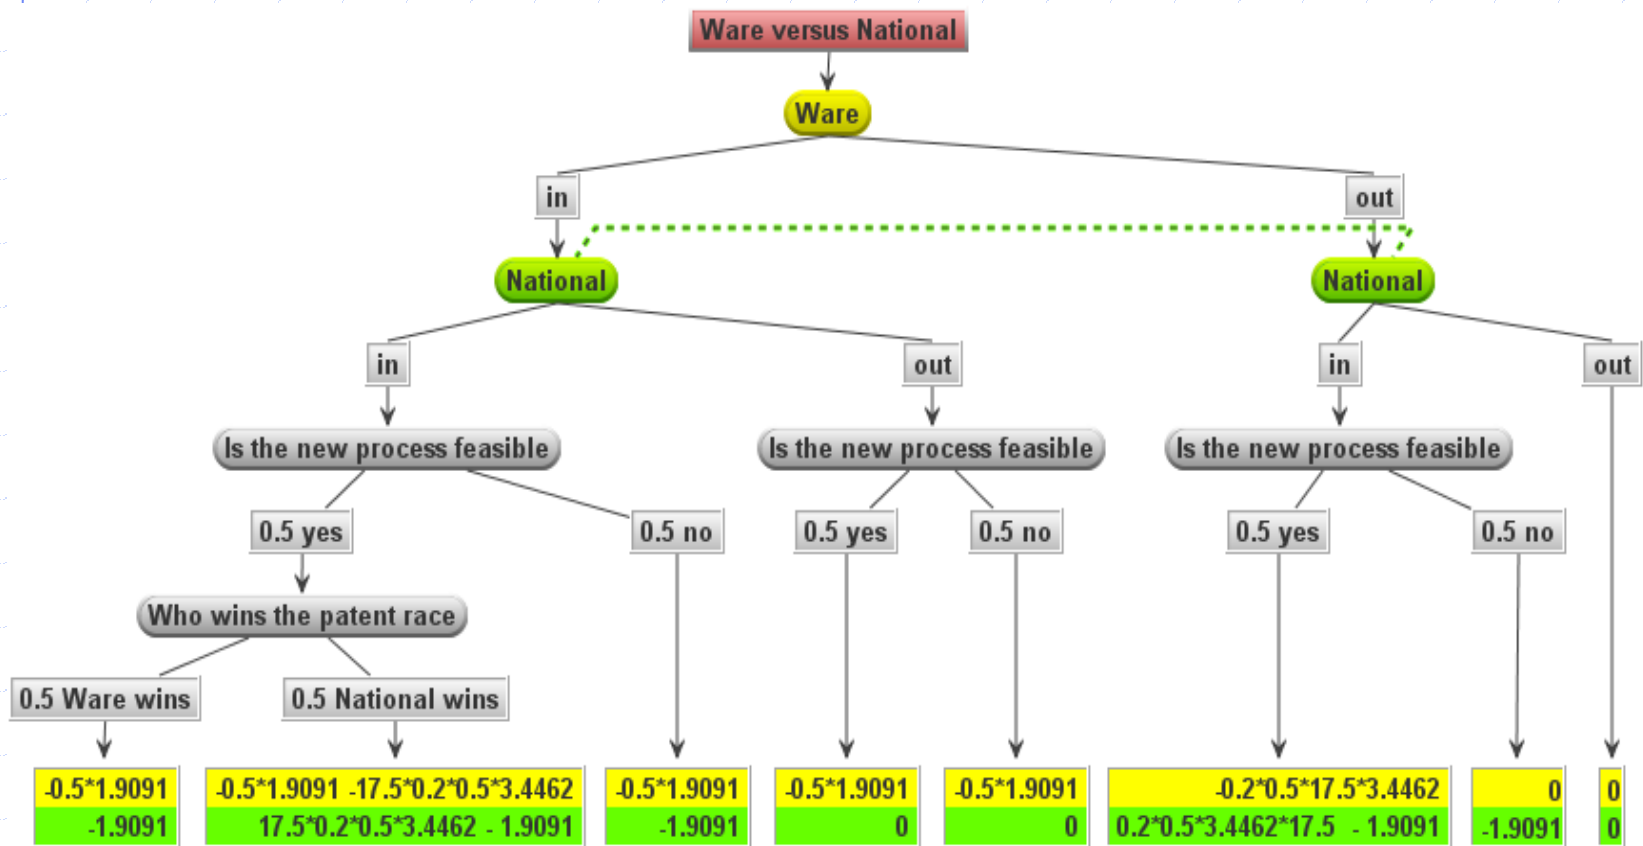 Ware versus National
Ware
in
out
National
National
in
out
in
out
Is the new process feasible
Is the new process feasible
Is the new process feasible
0.5 yes
0.5 no
0.5 yes
0.5 no
0.5 yes
0.5 no
Who wins the patent race
0.5 Ware wins
0.5 National wins
-0.5*1.9091
-0.5*1.9091 -17.5*0.2*0.5*3.4462
-0.5*1.9091
-0.5*1.9091
-0.5*1.9091
-0.2*0.5*17.5*3.4462
0
0
-1.9091
17.5*0.2*0.5*3.4462 - 1.9091
-1.9091
0
0
0.2*0.5*3.4462*17.5 - 1.9091
-1.9091
0